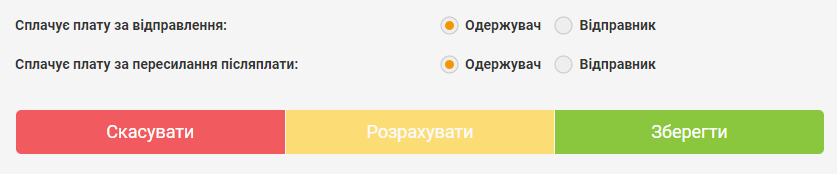 Сплачує плату за відправлення: Одержувач Відправник
Сплачує плату за пересилання післяплати: Одержувач Відправник
Скасувати Розрахувати Зберегти